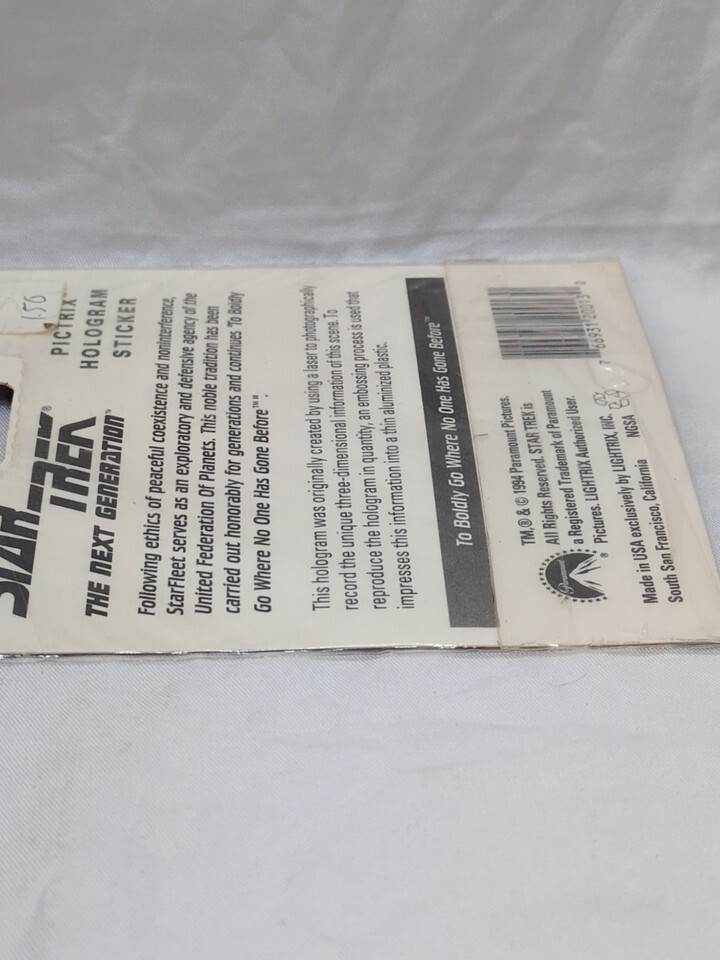 STAR TREK®
THE NEXT GENERATION™
PICTRIX
HOLOGRAM
STICKER
Following ethics of peaceful coexistence and noninterference,
StarFleet serves as an exploratory and defensive agency of the
United Federation Of Planets. This noble tradition has been
carried out honorably for generations and continues "To Boldly
Go Where No One Has Gone Before™"
This hologram was originally created by using a laser to photographically
record the unique three-dimensional information of this scene. To
reproduce the hologram in quantity, an embossing process is used that
impresses this information into a thin aluminized plastic.
To Boldly Go Where No One Has Gone Before™
TM,® & © 1994 Paramount Pictures.
All Rights Reserved. STAR TREK is
a Registered Trademark of Paramount
Pictures. LIGHTRIX Authorized User.
Paramount
®
Made in USA exclusively by LIGHTRIX, INC.
South San Francisco, California NGSA
7 66931 20013